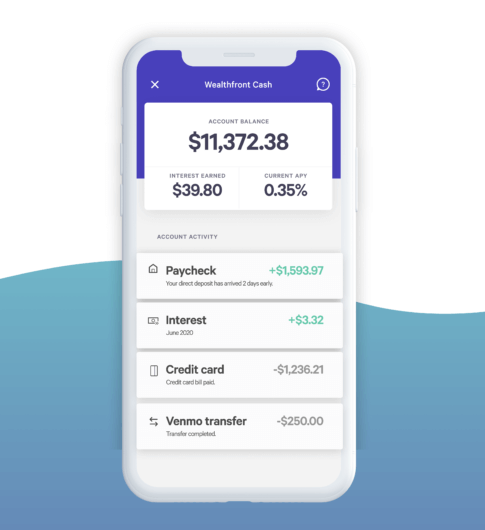 Wealthfront Cash
?
ACCOUNT BALANCE
$11,372.38
INTEREST EARNED
CURRENT APY
$39.80
0.35%
ACCOUNT ACTIVITY
Paycheck
+$1,593.97
Your direct deposit has arrived 2 days early.
Interest
+$3.32
June 2020
Credit card
-$1,236.21
Credit card bill paid.
Venmo transfer
-$250.00
Transfer completed.